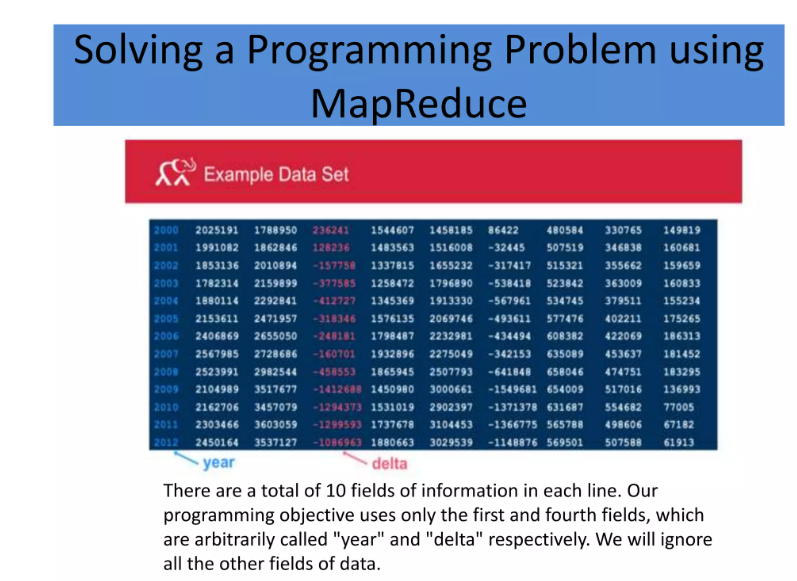 Solving a Programming Problem using
MapReduce
Example Data Set
2000 2025191 1788950 236241 1544607 1458185 86422 480584 330765 149819
2001 1991082 1862846 128236 1483563 1516008 -32445 507519 346838 160681
2002 1853136 2010894 -157758 1337815 1655232 -317417 515321 355662 159659
2003 1782314 2159899 -377585 1258472 1796890 -538418 523842 363009 160833
2004 1880114 2292841 -412727 1345369 1913330 -567961 534745 379511 155234
2005 2153611 2471957 -318346 1576135 2069746 -493611 577476 402211 175265
2006 2406869 2655050 -248181 1798487 2232981 -434494 608382 422069 186313
2007 2567985 2728686 -160701 1932896 2275049 -342153 635089 453637 181452
2008 2523991 2982544 -458553 1865945 2507793 -641848 658046 474751 183295
2009 2104989 3517677 -1412688 1450980 3000661 -1549681 654009 517016 136993
2010 2162706 3457079 -1294373 1531019 2902397 -1371378 631687 554682 77005
2011 2303466 3603059 -1299593 1737678 3104453 -1366775 565788 498606 67182
2012 2450164 3537127 -1086963 1880663 3029539 -1148876 569501 507588 61913
year delta
There are a total of 10 fields of information in each line. Our
programming objective uses only the first and fourth fields, which
are arbitrarily called "year" and "delta" respectively. We will ignore
all the other fields of data.